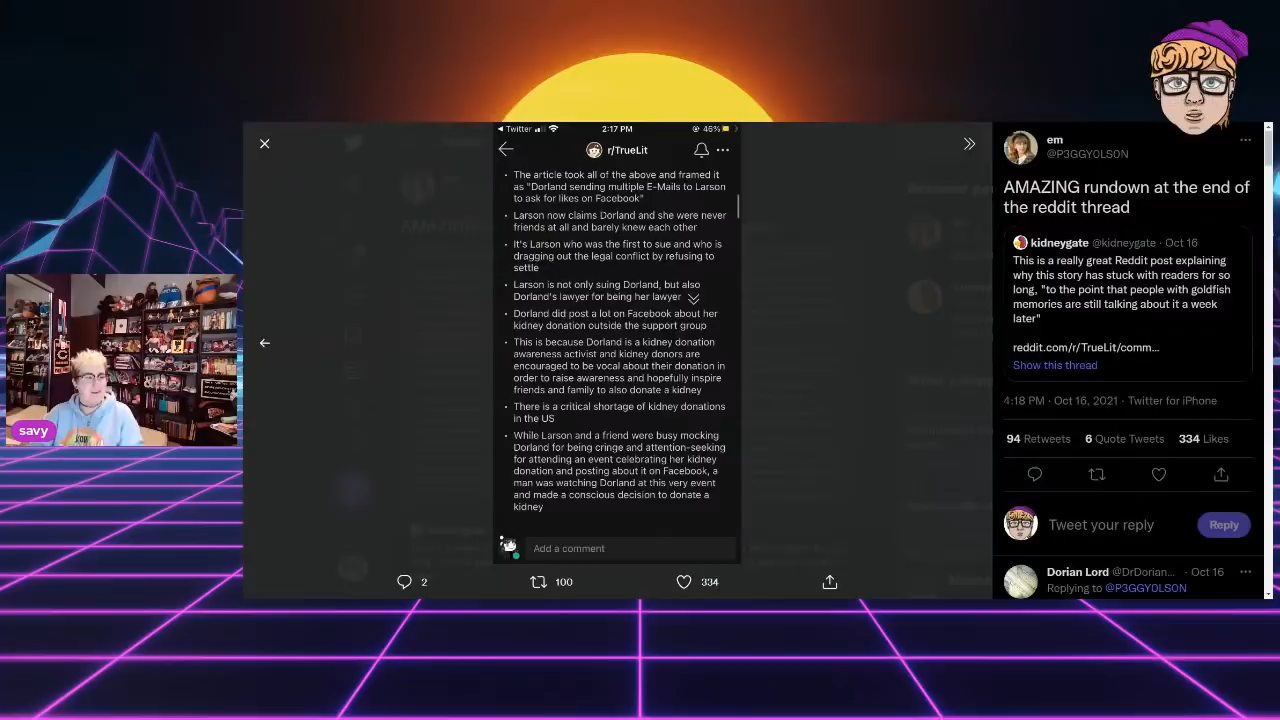 Twitter
2:17 PM
46%
r/TrueLit
• The article took all of the above and framed it
as "Dorland sending multiple E-Mails to Larson
to ask for likes on Facebook"
• Larson now claims Dorland and she were never
friends at all and barely knew each other
• It's Larson who was the first to sue and who is
dragging out the legal conflict by refusing to
settle
• Larson is not only suing Dorland, but also
Dorland's lawyer for being her lawyer
• Dorland did post a lot on Facebook about her
kidney donation outside the support group
• This is because Dorland is a kidney donation
awareness activist and kidney donors are
encouraged to be vocal about their donation in
order to raise awareness and hopefully inspire
friends and family to also donate a kidney
• There is a critical shortage of kidney donations
in the US
• While Larson and a friend were busy mocking
Dorland for being cringe and attention-seeking
for attending an event celebrating her kidney
donation and posting about it on Facebook, a
man was watching Dorland at this very event
and made a conscious decision to donate a
kidney
Add a comment
2
100
334
savy
em
@P3GGYOLSON
AMAZING rundown at the end of
the reddit thread
kidneygate @kidneygate · Oct 16
This is a really great Reddit post explaining
why this story has stuck with readers for so
long, "to the point that people with goldfish
memories are still talking about it a week
later"
reddit.com/r/TrueLit/comm...
Show this thread
4:18 PM · Oct 16, 2021 · Twitter for iPhone
94 Retweets 6 Quote Tweets 334 Likes
Tweet your reply
Reply
Dorian Lord @DrDorian... · Oct 16
Replying to @P3GGYOLSON